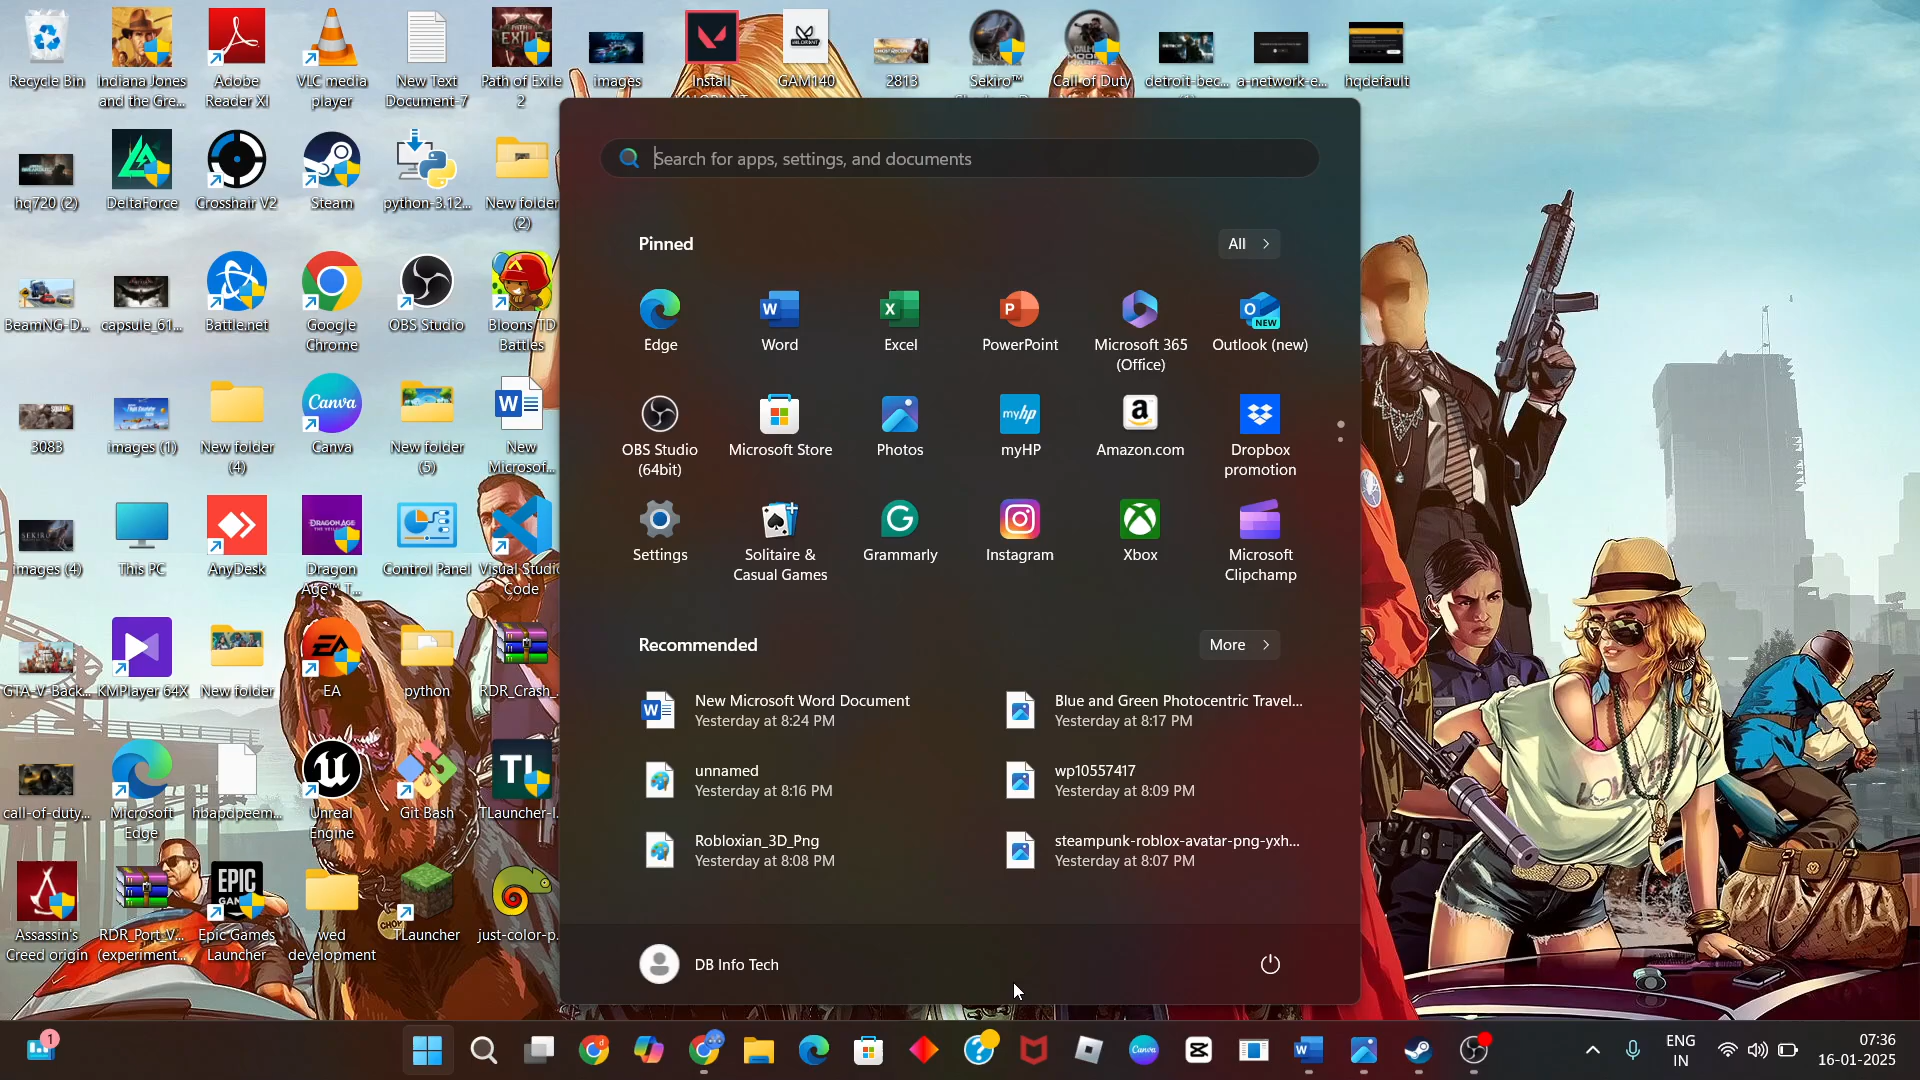 Recycle Bin
Indiana Jones
and the Gre...
Adobe
Reader XI
VLC media
player
New Text
Document-7
Path of Exile
2
images
Install
GAM140
2813
Sekiro™
Call of Duty
detroit-bec...
a-network-e...
hqdefault
hq720 (2)
DeltaForce
Crosshair V2
Steam
python-3.12...
New folder
(2)
BeamNG-D...
capsule_61...
Battle.net
Google
Chrome
OBS Studio
Bloons TD
Battles
3083
images (1)
New folder
(4)
Canva
New folder
(5)
New
Microsof...
images (4)
This PC
AnyDesk
Dragon
Age™ T...
Control Panel
Visual Studio
Code
GTA-V-Back...
KMPlayer 64X
New folder
EA
python
RDR_Crash_...
call-of-duty...
Microsoft
Edge
hbapdpeem...
Unreal
Engine
Git Bash
TLauncher-I...
Assassin's
Creed origin
RDR_Port_V...
(experiment...
Epic Games
Launcher
wed
development
TLauncher
just-color-p...
Search for apps, settings, and documents
Pinned
All
Edge
Word
Excel
PowerPoint
Microsoft 365
(Office)
Outlook (new)
OBS Studio
(64bit)
Microsoft Store
Photos
myHP
Amazon.com
Dropbox
promotion
Settings
Solitaire &
Casual Games
Grammarly
Instagram
Xbox
Microsoft
Clipchamp
Recommended
More
New Microsoft Word Document
Yesterday at 8:24 PM
Blue and Green Photocentric Travel...
Yesterday at 8:17 PM
unnamed
Yesterday at 8:16 PM
wp10557417
Yesterday at 8:09 PM
Robloxian_3D_Png
Yesterday at 8:08 PM
steampunk-roblox-avatar-png-yxh...
Yesterday at 8:07 PM
DB Info Tech
1
ENG
IN
07:36
16-01-2025